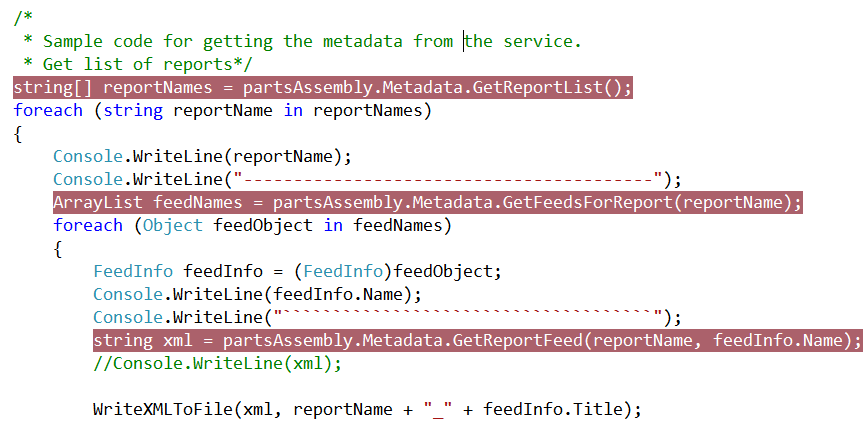 /*
 * Sample code for getting the metadata from the service.
 * Get list of reports*/
string[] reportNames = partsAssembly.Metadata.GetReportList();
foreach (string reportName in reportNames)
{
    Console.WriteLine(reportName);
    Console.WriteLine("-----------------------------------------");
    ArrayList feedNames = partsAssembly.Metadata.GetFeedsForReport(reportName);
    foreach (Object feedObject in feedNames)
    {
        FeedInfo feedInfo = (FeedInfo)feedObject;
        Console.WriteLine(feedInfo.Name);
        Console.WriteLine("`````````````````````````````````````");
        string xml = partsAssembly.Metadata.GetReportFeed(reportName, feedInfo.Name);
        //Console.WriteLine(xml);
        WriteXMLToFile(xml, reportName + "_" + feedInfo.Title);